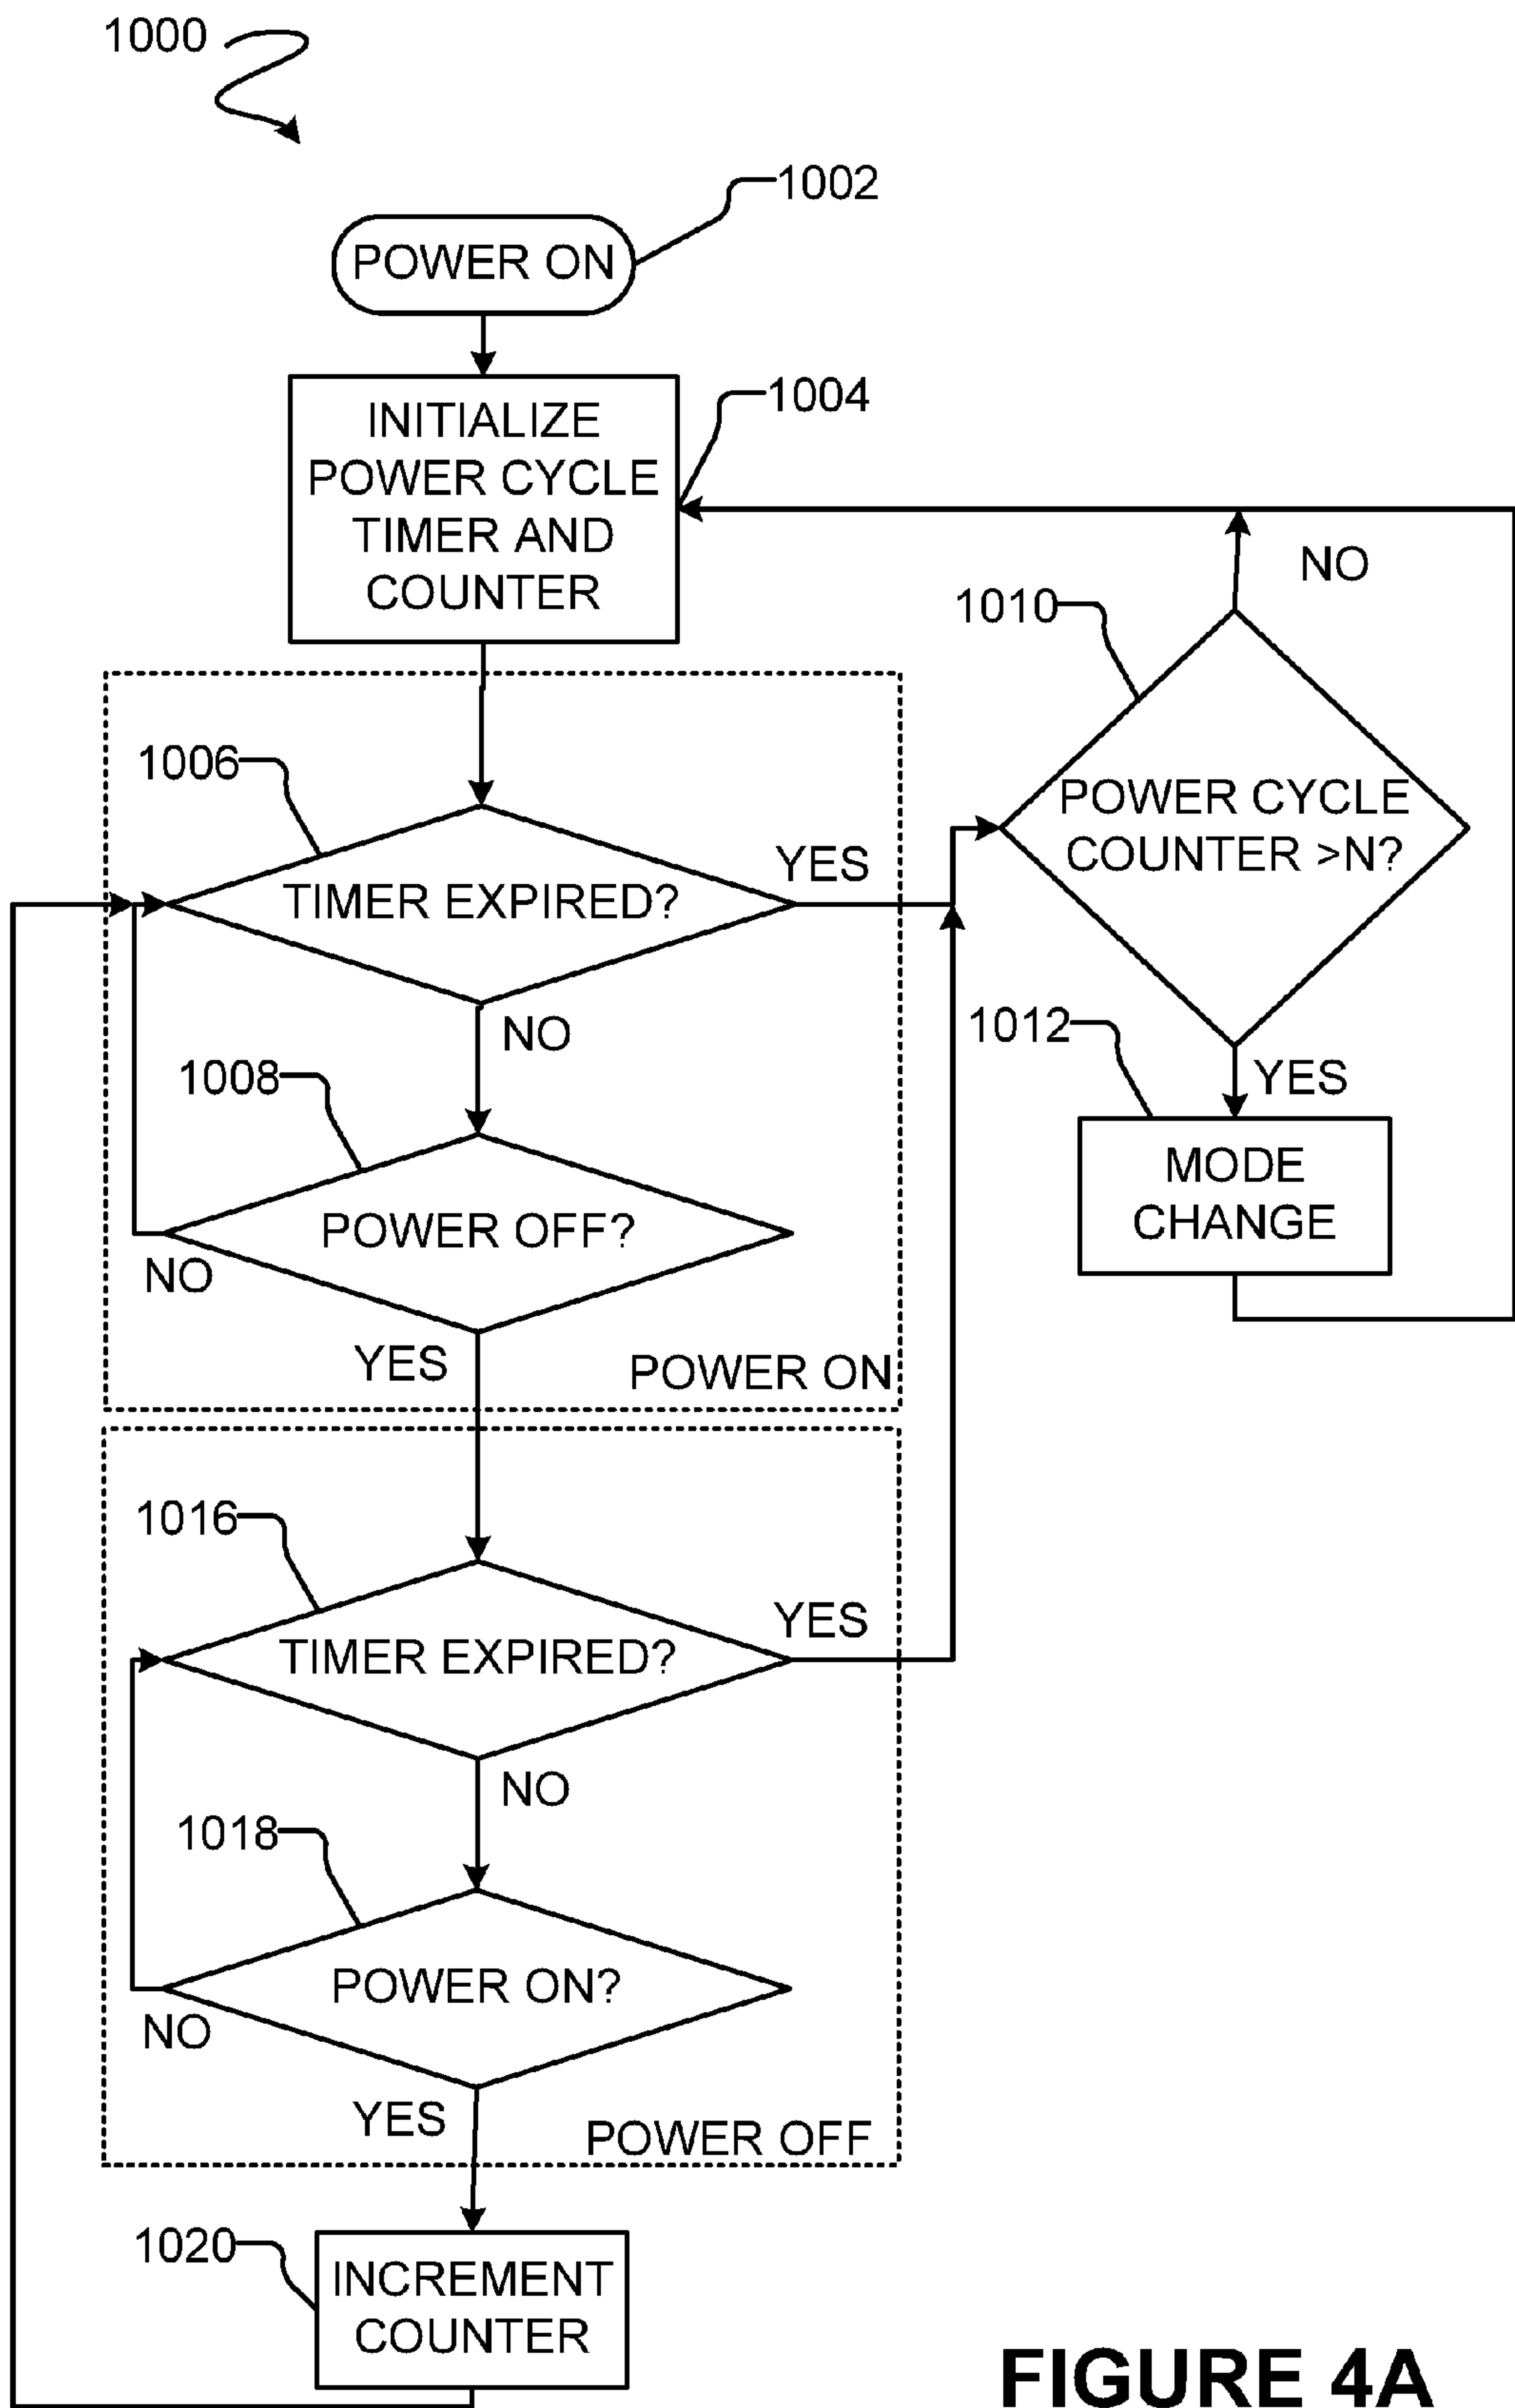 1000
1002
POWER ON
1004
INITIALIZE
POWER CYCLE
TIMER AND
COUNTER
NO
1010
1006
POWER CYCLE
COUNTER >N?
YES
TIMER EXPIRED?
NO
1012
1008
YES
MODE
CHANGE
POWER OFF?
NO
YES
POWER ON
1016
YES
TIMER EXPIRED?
NO
1018
POWER ON?
NO
YES
POWER OFF
1020
INCREMENT
COUNTER
FIGURE 4A